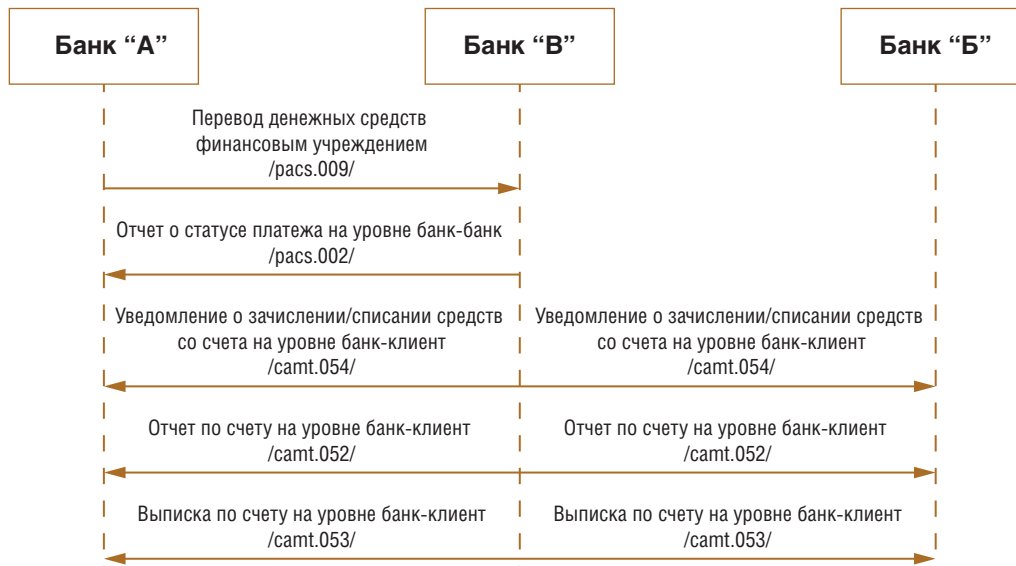 Банк “А”
Банк “В”
Банк “Б”
Перевод денежных средств
финансовым учреждением
/pacs.009/
Отчет о статусе платежа на уровне банк-банк
/pacs.002/
Уведомление о зачислении/списании средств
со счета на уровне банк-клиент
/camt.054/
Уведомление о зачислении/списании средств
со счета на уровне банк-клиент
/camt.054/
Отчет по счету на уровне банк-клиент
/camt.052/
Отчет по счету на уровне банк-клиент
/camt.052/
Выписка по счету на уровне банк-клиент
/camt.053/
Выписка по счету на уровне банк-клиент
/camt.053/